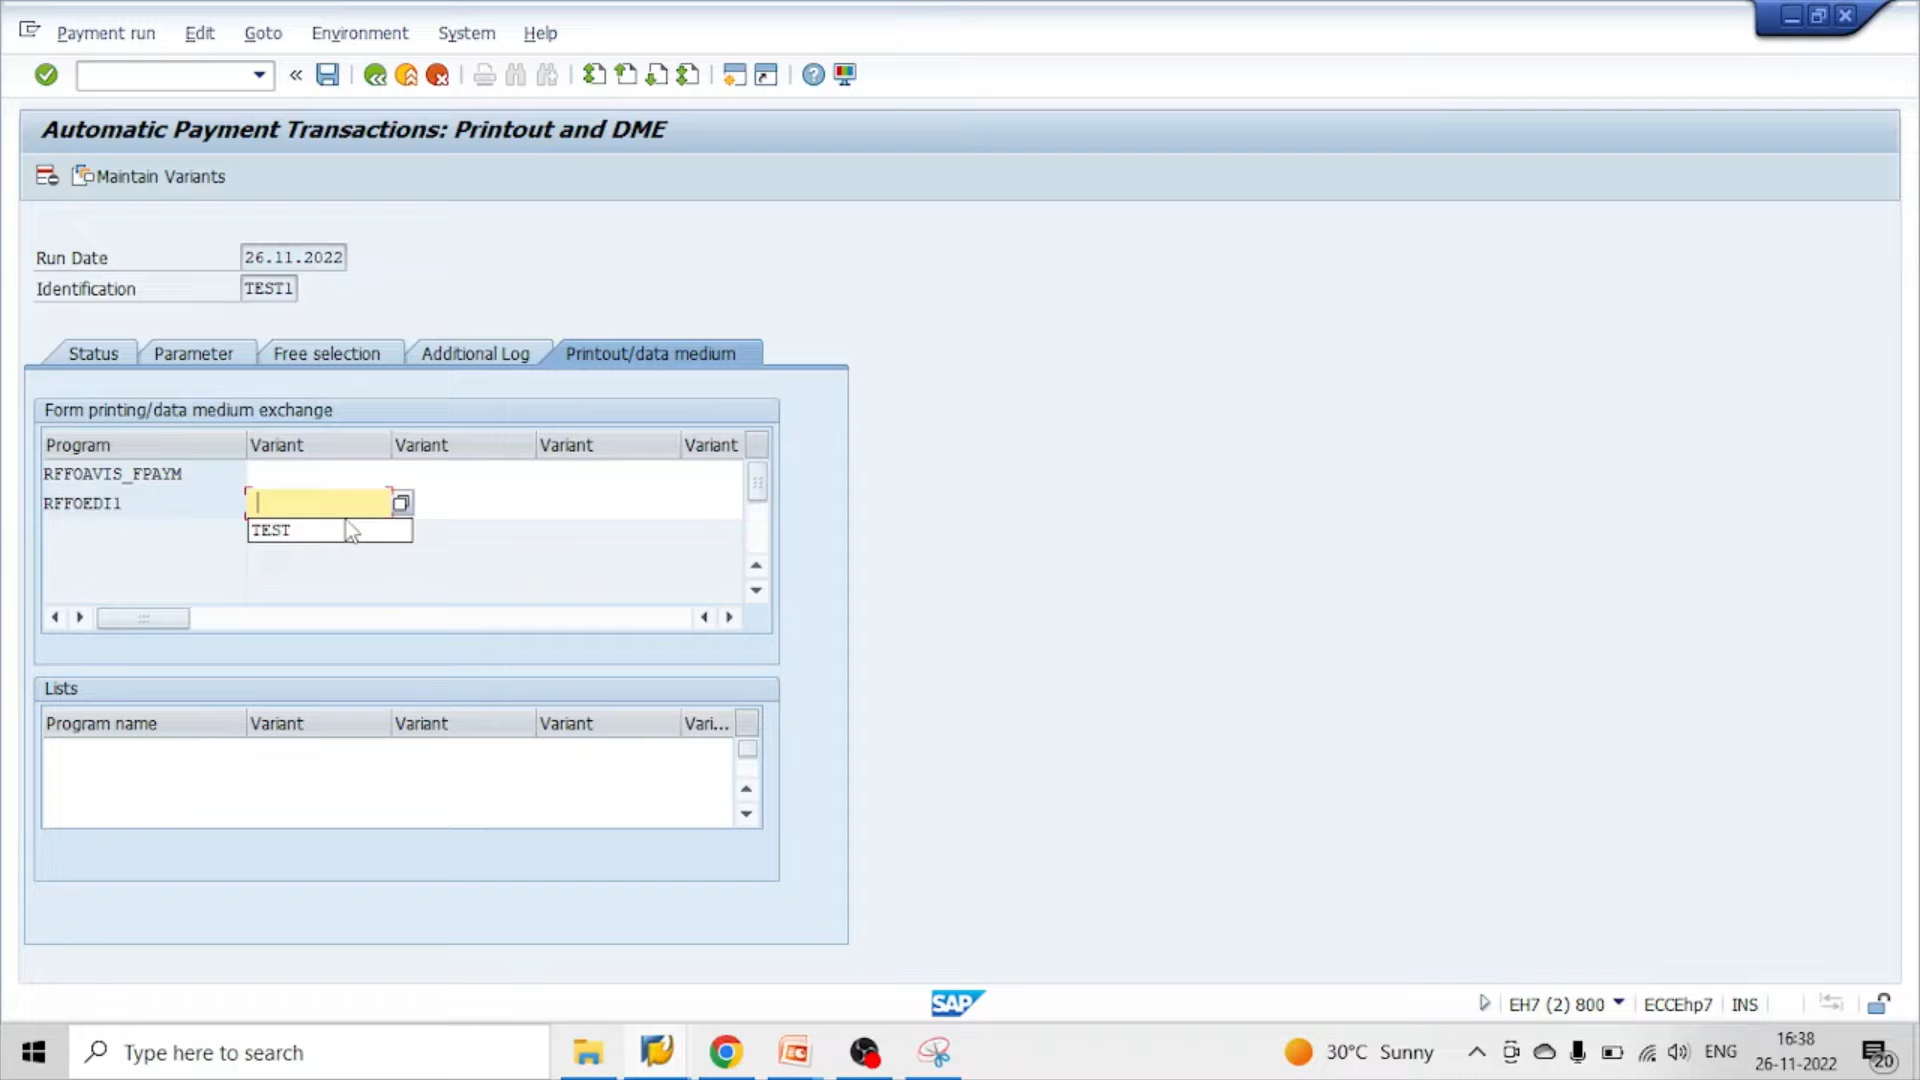 Payment run Edit Goto Environment System Help
Automatic Payment Transactions: Printout and DME
Maintain Variants
Run Date 26.11.2022
Identification TEST1
Status Parameter Free selection Additional Log Printout/data medium
Form printing/data medium exchange
Program Variant Variant Variant Variant
RFFOAVIS_FPAYM
RFFOEDI1
TEST
Lists
Program name Variant Variant Variant Vari...
SAP EH7 (2) 800 ECCEhp7 INS
Type here to search 30°C Sunny ENG 16:38
26-11-2022 20